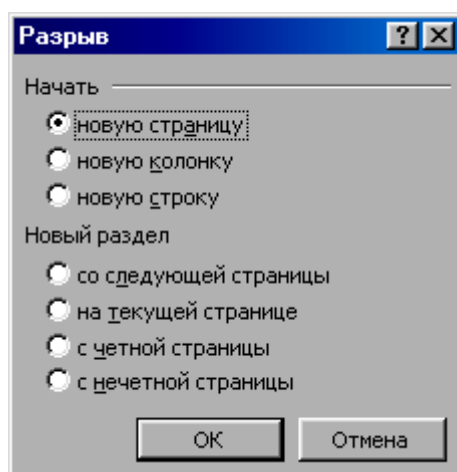 Разрыв
Начать
новую страницу
новую колонку
новую строку
Новый раздел
со следующей страницы
на текущей странице
с четной страницы
с нечетной страницы
ОК Отмена